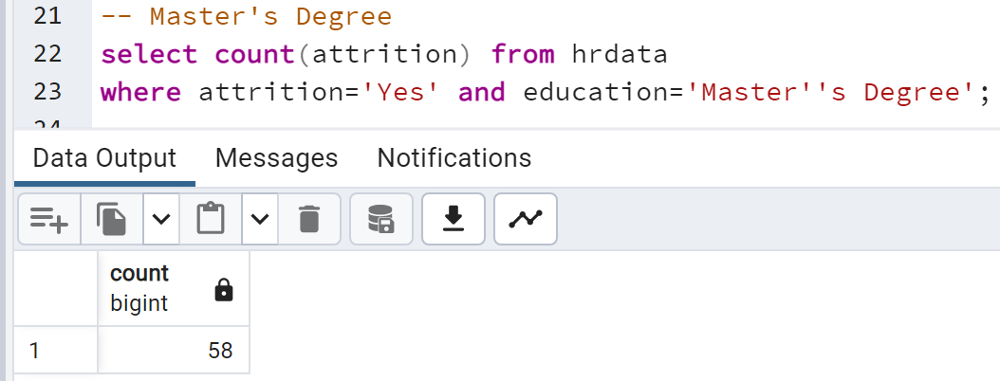 21 -- Master's Degree
22 select count(attrition) from hrdata
23 where attrition='Yes' and education='Master''s Degree';
24
Data Output Messages Notifications
count
bigint
1 58